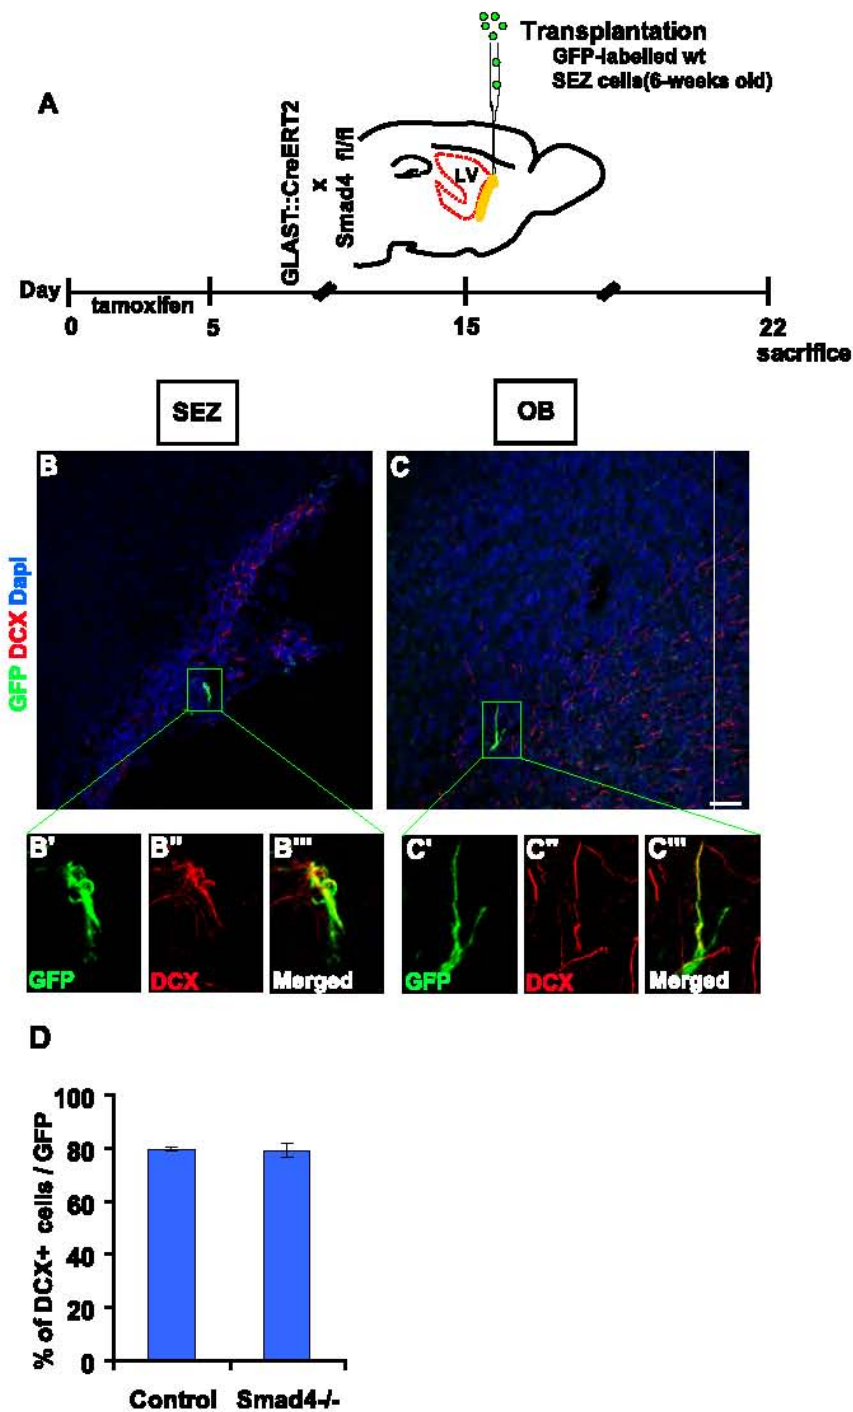 Transplantation
GFP-labelled wt
SEZ cells(6-weeks old)
A
GLAST::CreERT2
x
Smad4 fl/fl
LV
Day
tamoxifen
0
5
15
22
sacrifice
SEZ
OB
B
C
GFP DCX Dapi
B'
B''
B'''
C'
C''
C'''
GFP
DCX
Merged
GFP
DCX
Merged
D
% of DCX+ cells / GFP
100
80
60
40
20
0
Control
Smad4-/-